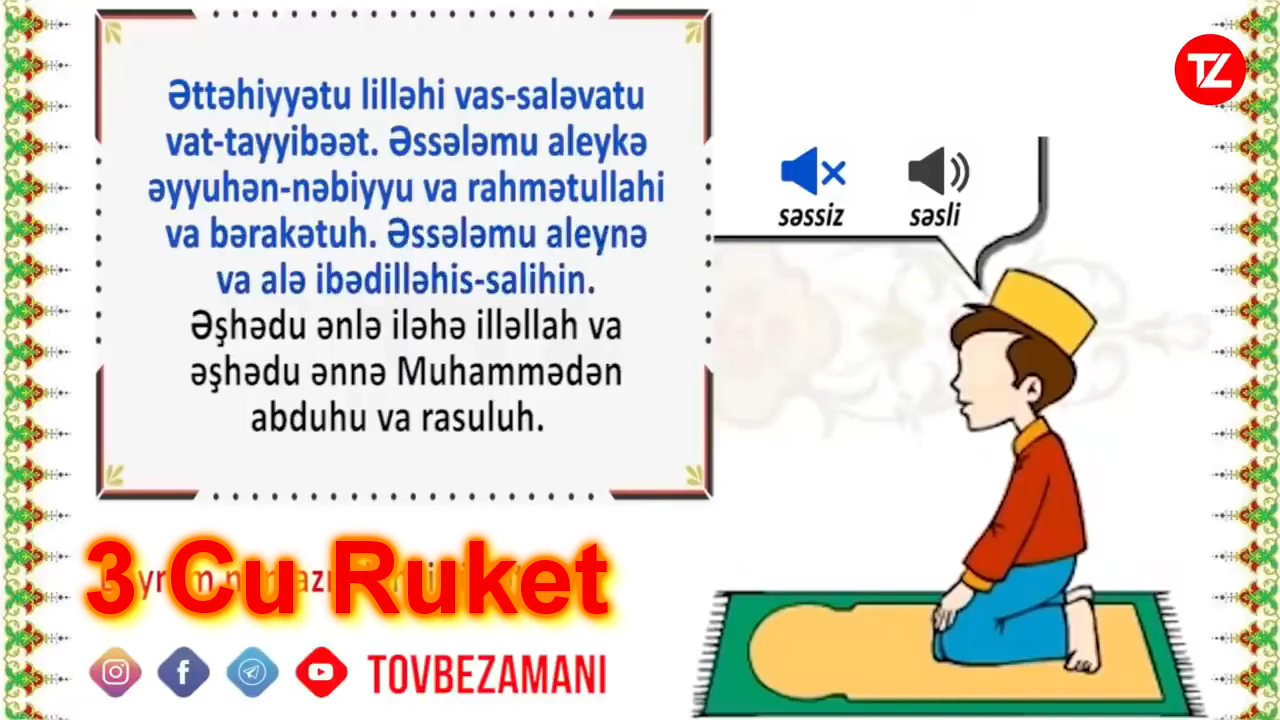 Əttəhiyyətu lilləhi vas-saləvatu
vat-tayyibəət. Əssələmu aleykə
əyyuhən-nəbiyyu va rahmətullahi
va bərakətuh. Əssələmu aleynə
va alə ibədilləhis-salihin.
Əşhədu ənlə iləhə illəllah va
əşhədu ənnə Muhammədən
abduhu va rasuluh.
TZ
səssiz
səsli
3 Cu Ruket
TOVBEZAMANI